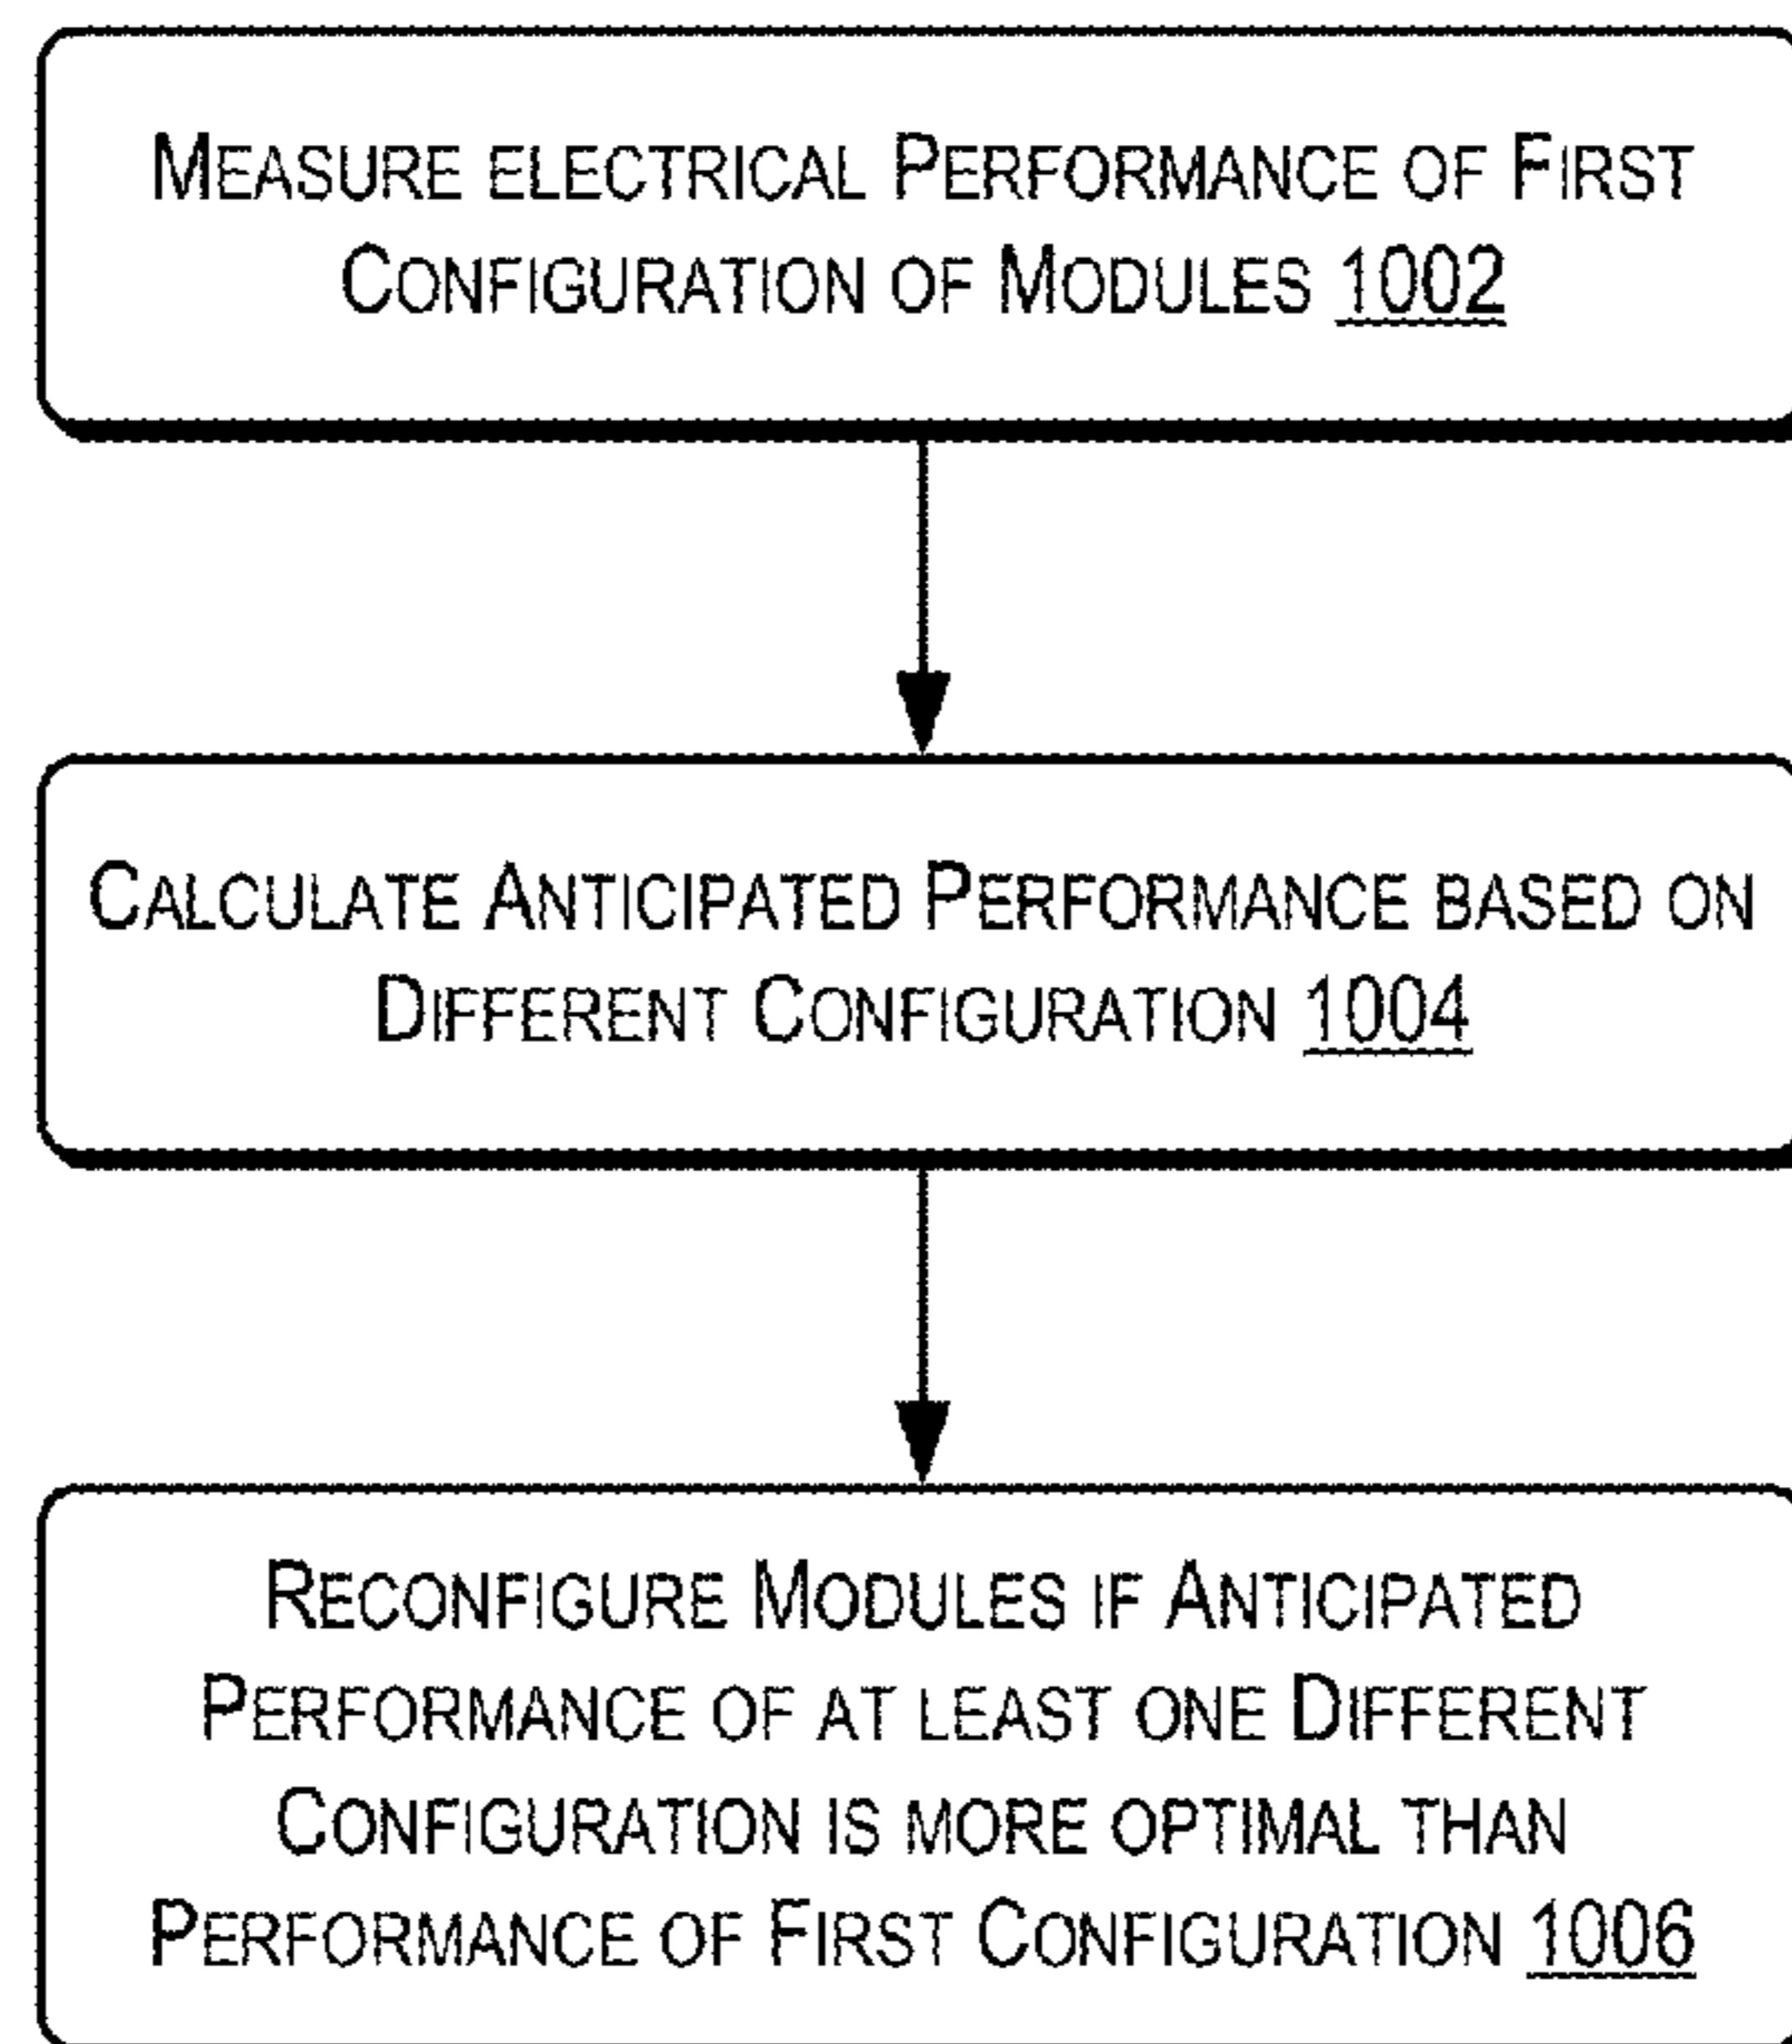 MEASURE ELECTRICAL PERFORMANCE OF FIRST
CONFIGURATION OF MODULES 1002
CALCULATE ANTICIPATED PERFORMANCE BASED ON
DIFFERENT CONFIGURATION 1004
RECONFIGURE MODULES IF ANTICIPATED
PERFORMANCE OF AT LEAST ONE DIFFERENT
CONFIGURATION IS MORE OPTIMAL THAN
PERFORMANCE OF FIRST CONFIGURATION 1006